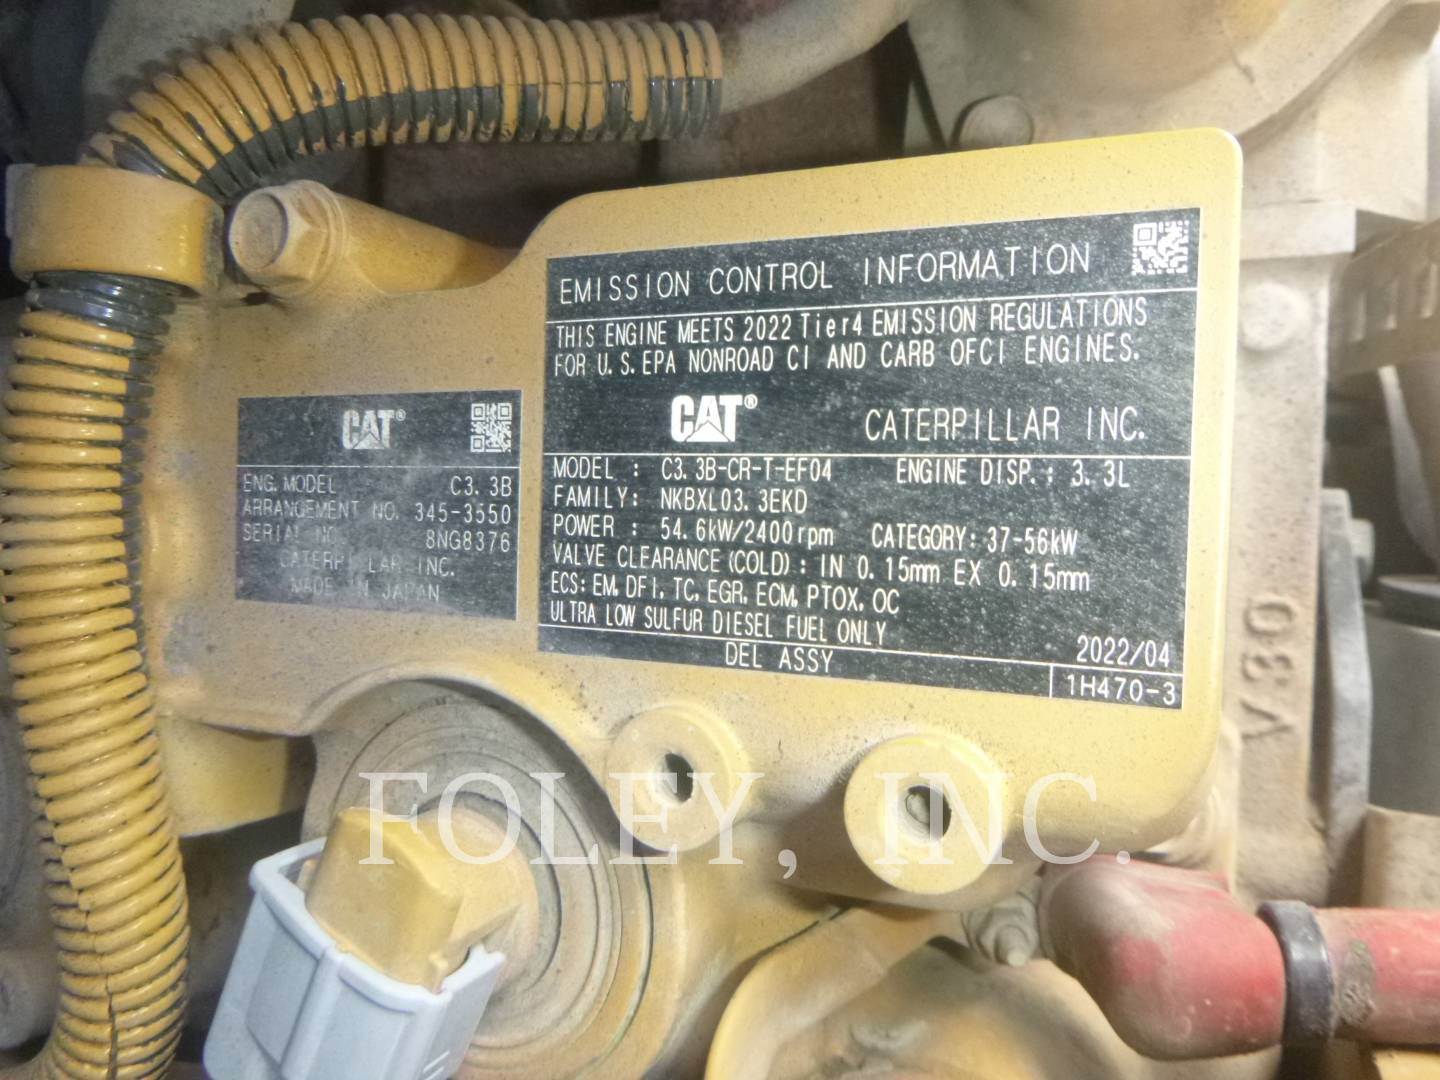 EMISSION CONTROL INFORMATION
THIS ENGINE MEETS 2022 Tier4 EMISSION REGULATIONS
FOR U.S.EPA NONROAD CI AND CARB OFCI ENGINES.
CAT® CATERPILLAR INC.
MODEL : C3.3B-CR-T-EF04 ENGINE DISP.: 3.3L
FAMILY: NKBXL03.3EKD
POWER : 54.6kW/2400rpm CATEGORY: 37-56kW
VALVE CLEARANCE(COLD): IN 0.15mm EX 0.15mm
ECS: EM, DFI, TC, EGR, ECM, PTOX, OC
ULTRA LOW SULFUR DIESEL FUEL ONLY
2022/04
DEL ASSY
1H470-3
CAT®
ENG. MODEL C3.3B
ARRANGEMENT NO. 345-3550
SERIAL NO. 8NG8376
CATERPILLAR INC.
MADE IN JAPAN
V30
FOLEY, INC.